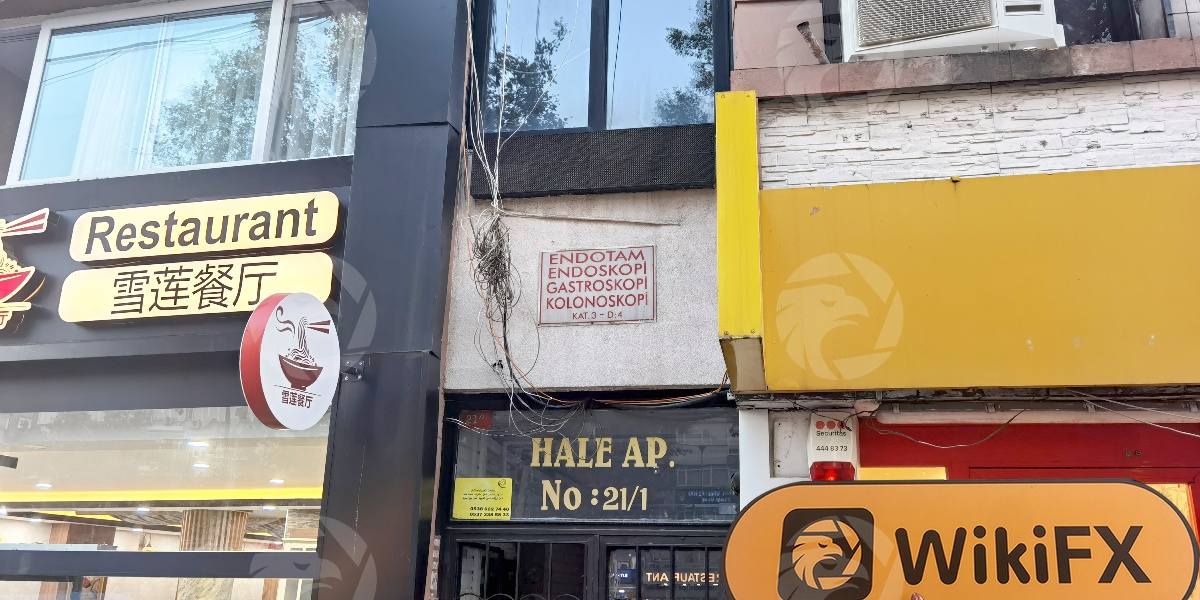 Restaurant
雪莲餐厅
雪莲餐厅
ENDOTAM
ENDOSKOPİ
GASTROSKOPİ
KOLONOSKOPİ
KAT.3 - D:4
HALE AP.
No : 21/1
Securitas
444 83 73
WikiFX